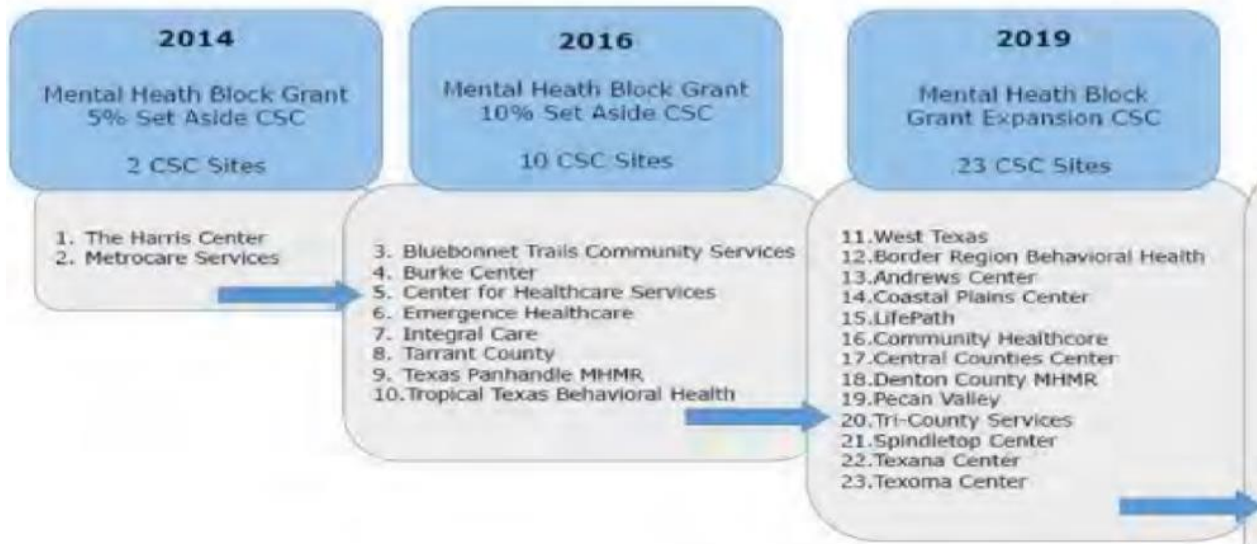 2014
Mental Heath Block Grant
5% Set Aside CSC
2 CSC Sites
1. The Harris Center
2. Metrocare Services
2016
Mental Heath Block Grant
10% Set Aside CSC
10 CSC Sites
3. Bluebonnet Trails Community Services
4. Burke Center
5. Center for Healthcare Services
6. Emergence Healthcare
7. Integral Care
8. Tarrant County
9. Texas Panhandle MHMR
10.Tropical Texas Behavioral Health
2019
Mental Heath Block
Grant Expansion CSC
23 CSC Sites
11.West Texas
12.Border Region Behavioral Health
13.Andrews Center
14.Coastal Plains Center
15.LifePath
16.Community Healthcore
17.Central Counties Center
18.Denton County MHMR
19.Pecan Valley
20.Tri-County Services
21.Spindletop Center
22.Texana Center
23.Texoma Center